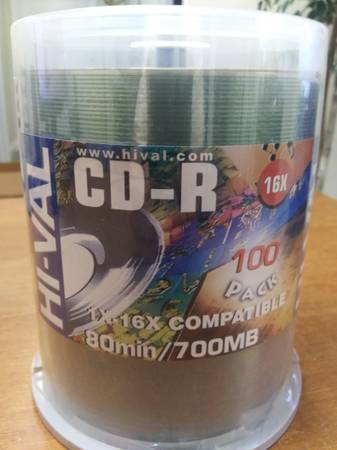 www.hival.com
HI-VAL
CD-R
16X
100
PACK
1X-16X COMPATIBLE
80min/700MB